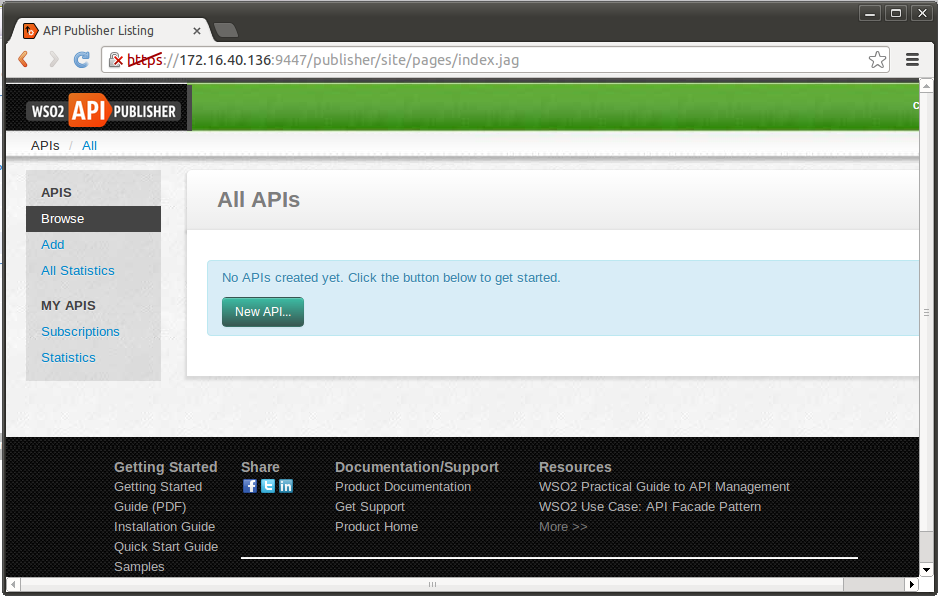 API Publisher Listing
https://172.16.40.136:9447/publisher/site/pages/index.jag
WSO2 API PUBLISHER
APIs / All
APIS
Browse
Add
All Statistics
MY APIS
Subscriptions
Statistics
All APIs
No APIs created yet. Click the button below to get started.
New API...
Getting Started
Getting Started
Guide (PDF)
Installation Guide
Quick Start Guide
Samples
Share
Documentation/Support
Product Documentation
Get Support
Product Home
Resources
WSO2 Practical Guide to API Management
WSO2 Use Case: API Facade Pattern
More >>